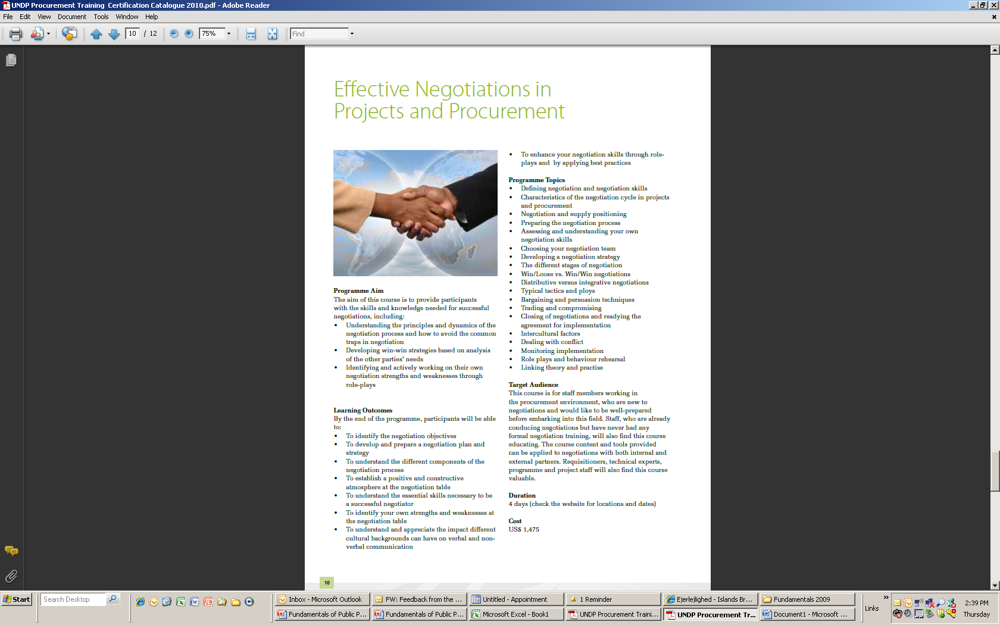 UNDP Procurement Training  Certification Catalogue 2010.pdf - Adobe Reader
File Edit View Document Tools Window Help
10 / 12 75% Find
Effective Negotiations in
Projects and Procurement
Programme Aim
The aim of this course is to provide participants
with the skills and knowledge needed for successful
negotiations, including:
• Understanding the principles and dynamics of the
negotiation process and how to avoid the common
traps in negotiation
• Developing win-win strategies based on analysis
of the other parties' needs
• Identifying and actively working on their own
negotiation strengths and weaknesses through
role-plays
Learning Outcomes
By the end of the programme, participants will be able
to:
• To identify the negotiation objectives
• To develop and prepare a negotiation plan and
strategy
• To understand the different components of the
negotiation process
• To establish a positive and constructive
atmosphere at the negotiation table
• To understand the essential skills necessary to be
a successful negotiator
• To identify your own strengths and weaknesses at
the negotiation table
• To understand and appreciate the impact different
cultural backgrounds can have on verbal and non-
verbal communication
• To enhance your negotiation skills through role-
plays and  by applying best practices
Programme Topics
• Defining negotiation and negotiation skills
• Characteristics of the negotiation cycle in projects
and procurement
• Negotiation and supply positioning
• Preparing the negotiation process
• Assessing and understanding your own
negotiation skills
• Choosing your negotiation team
• Developing a negotiation strategy
• The different stages of negotiation
• Win/Loose vs. Win/Win negotiations
• Distributive versus integrative negotiations
• Typical tactics and ploys
• Bargaining and persuasion techniques
• Trading and compromising
• Closing of negotiations and readying the
agreement for implementation
• Intercultural factors
• Dealing with conflict
• Monitoring implementation
• Role plays and behaviour rehearsal
• Linking theory and practise
Target Audience
This course is for staff members working in
the procurement environment, who are new to
negotiations and would like to be well-prepared
before embarking into this field. Staff, who are already
conducing negotiations but have never had any
formal negotiation training, will also find this course
educating. The course content and tools provided
can be applied to negotiations with both internal and
external partners. Requisitioners, technical experts,
programme and project staff will also find this course
valuable.
Duration
4 days (check the website for locations and dates)
Cost
US$ 1,475
10
Start Search Desktop
Inbox - Microsoft Outlook FW: Feedback from the ... Untitled - Appointment 1 Reminder Ejerlejlighed - Islands Br... Fundamentals 2009
Fundamentals of Public P... Fundamentals of Public P... Microsoft Excel - Book1 UNDP Procurement Traini... UNDP Procurement Tr... Document1 - Microsoft ...
Links
2:39 PM
Thursday